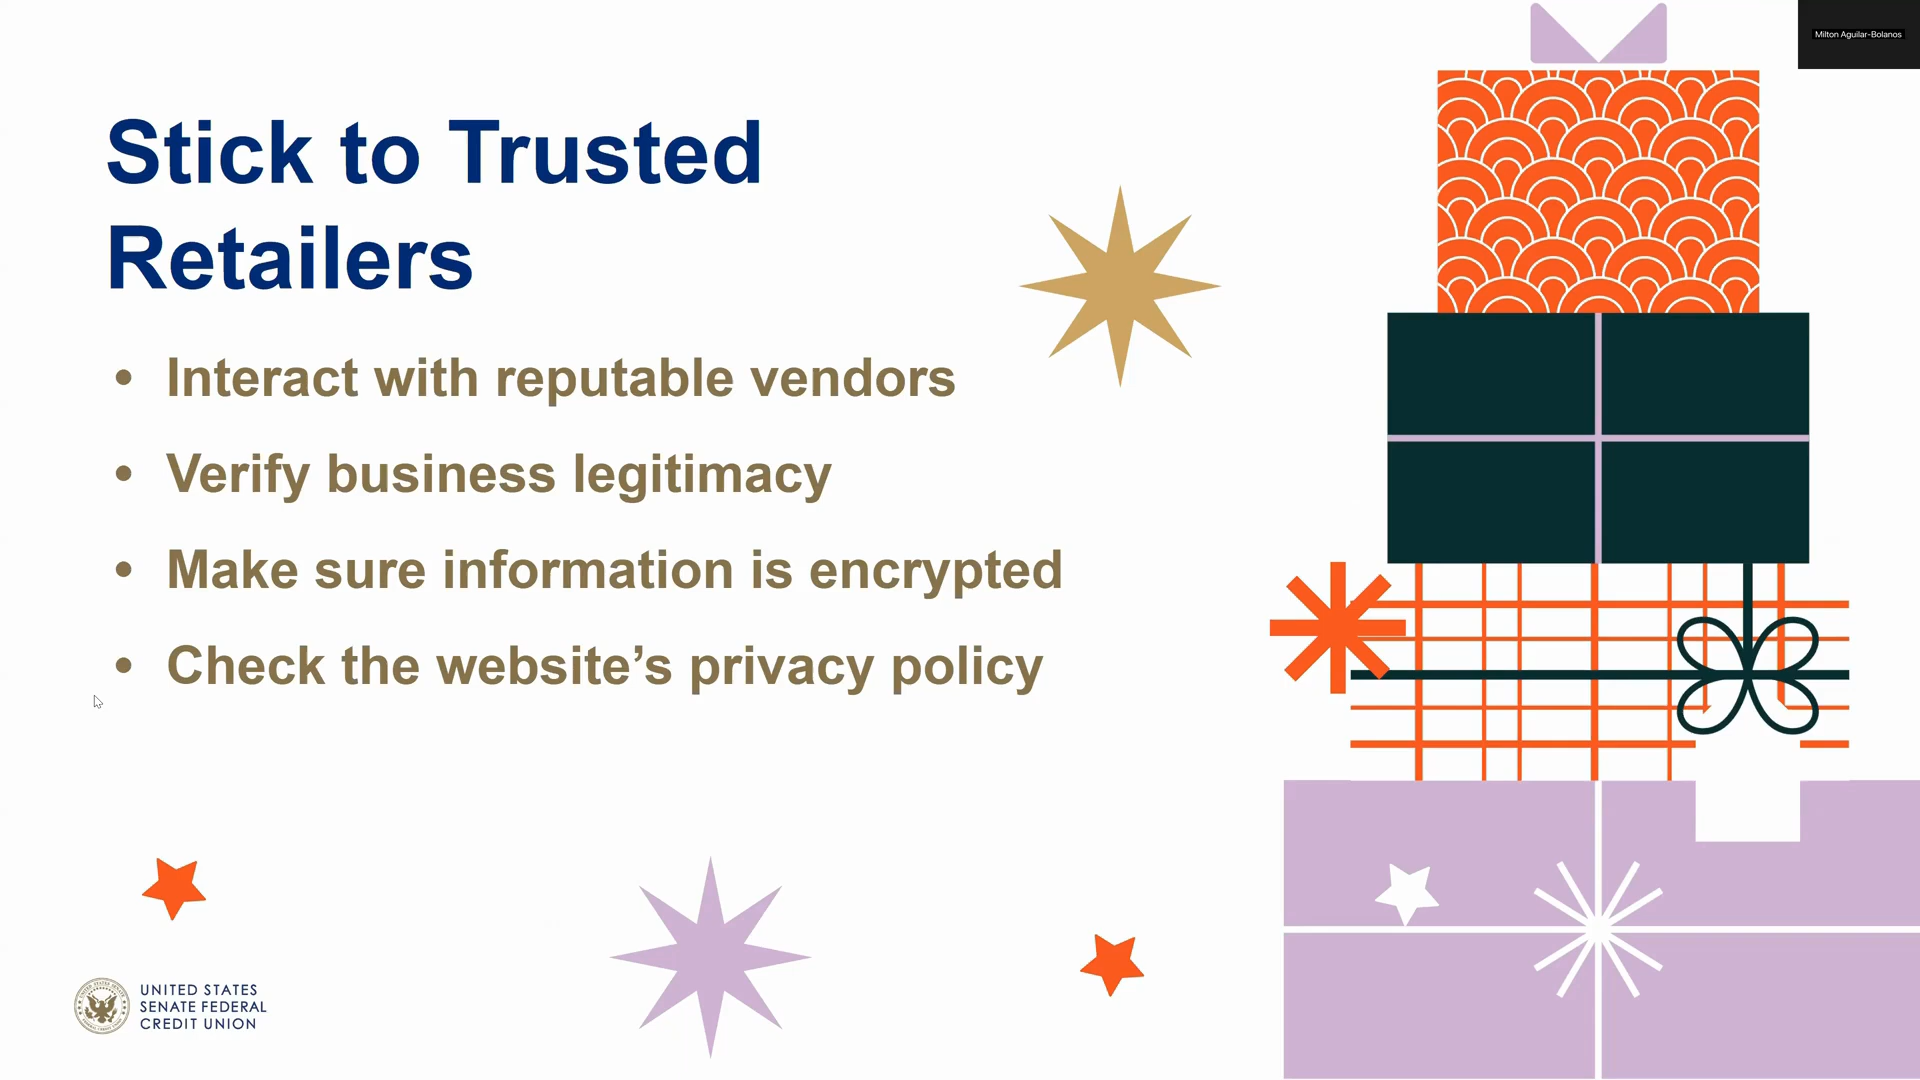 Milton Aguilar-Bolanos
Stick to Trusted
Retailers
• Interact with reputable vendors
• Verify business legitimacy
• Make sure information is encrypted
• Check the website’s privacy policy
UNITED STATES
SENATE FEDERAL
CREDIT UNION